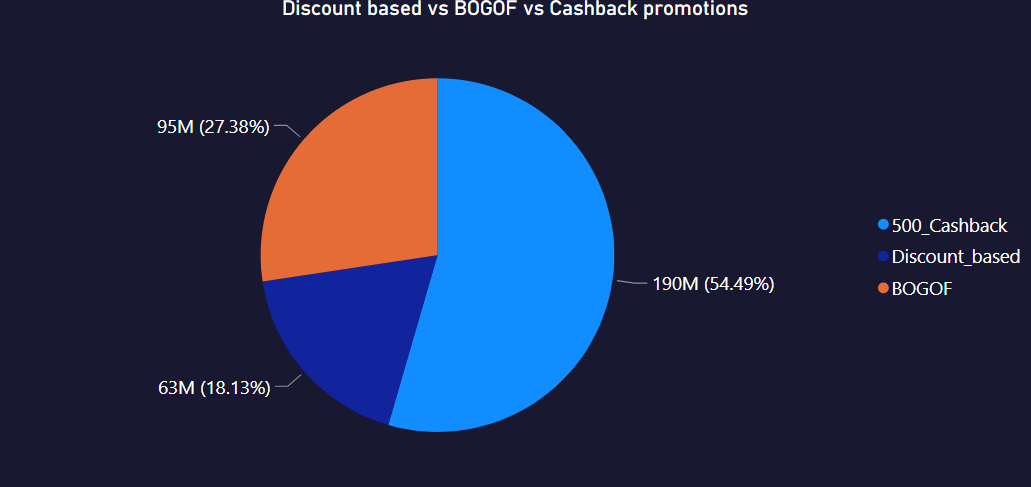 Discount based vs BOGOF vs Cashback promotions
95M (27.38%)
500_Cashback
Discount_based
190M (54.49%)
BOGOF
63M (18.13%)